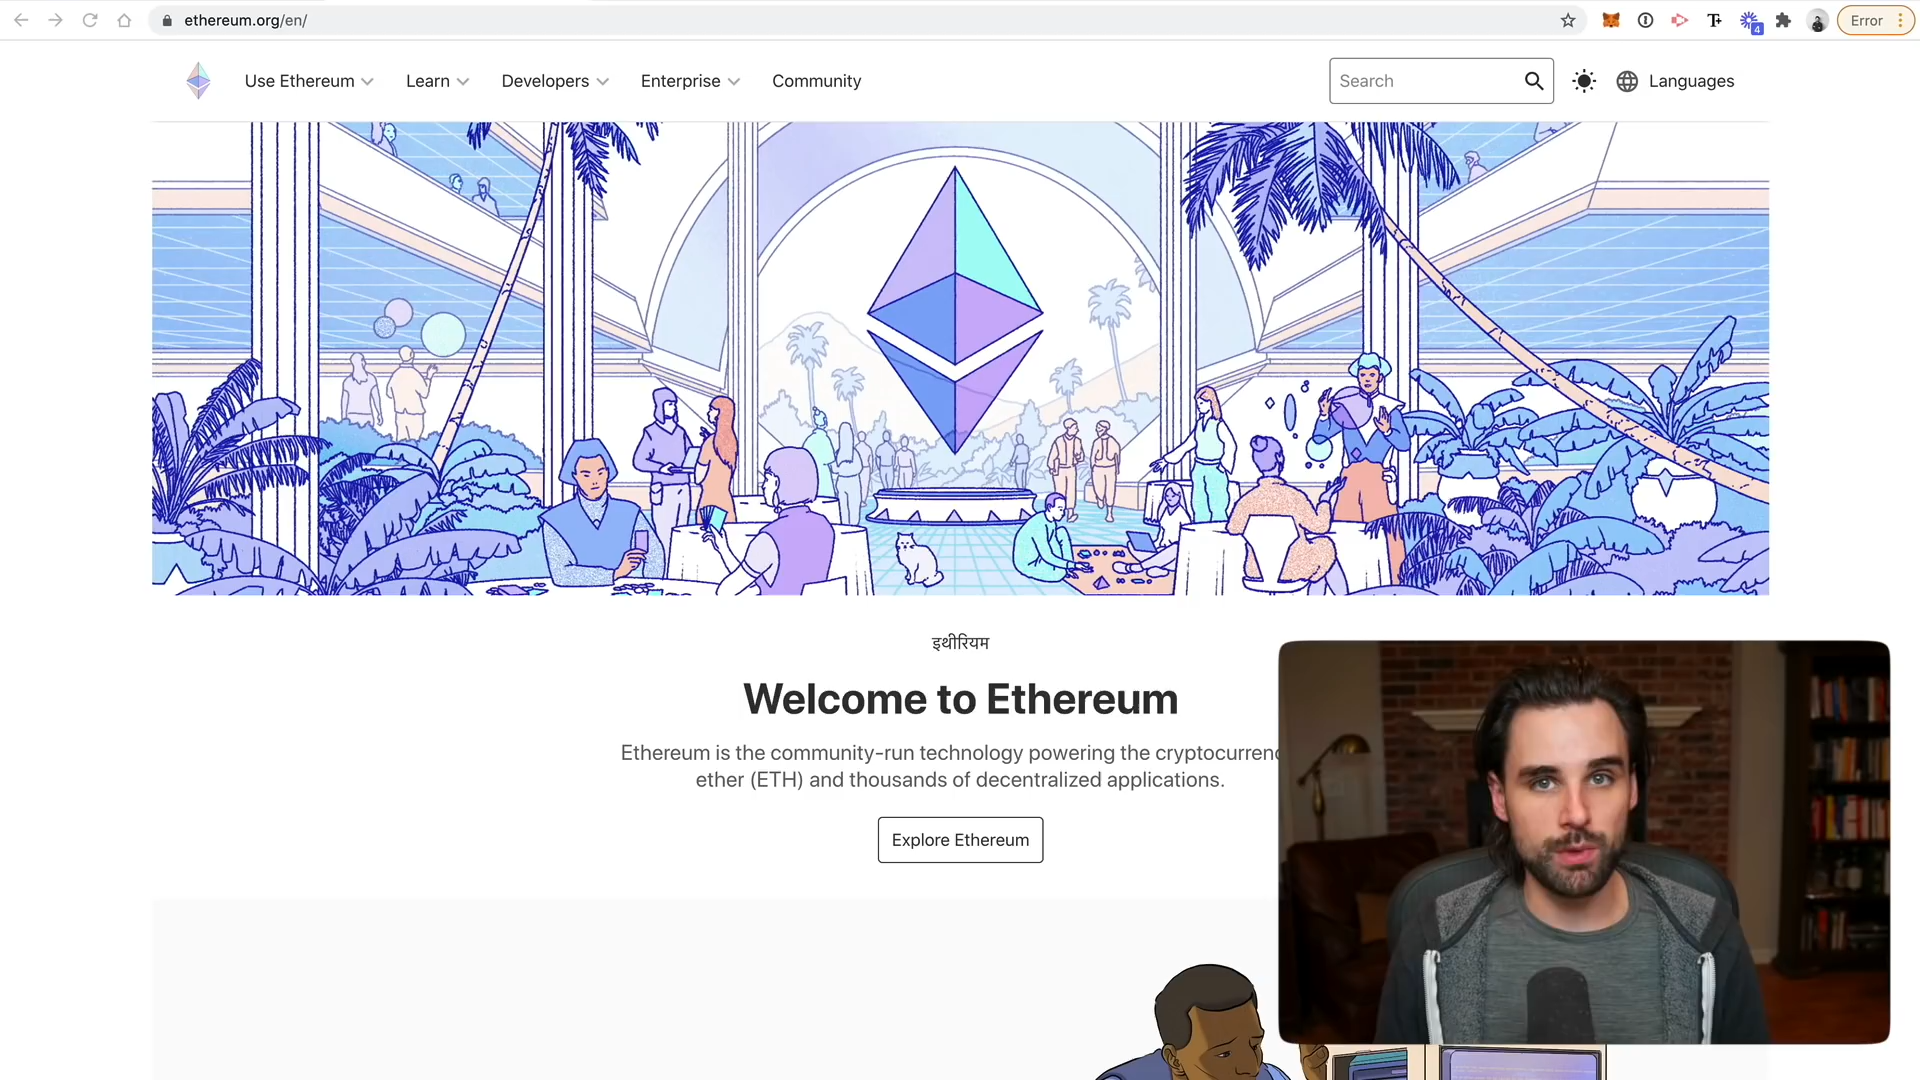 ethereum.org/en/
4
Error
Use Ethereum
Learn
Developers
Enterprise
Community
Search
Languages
इथीरियम
Welcome to Ethereum
Ethereum is the community-run technology powering the
ether (ETH) and thousands of decentralized applications.
Explore Ethereum